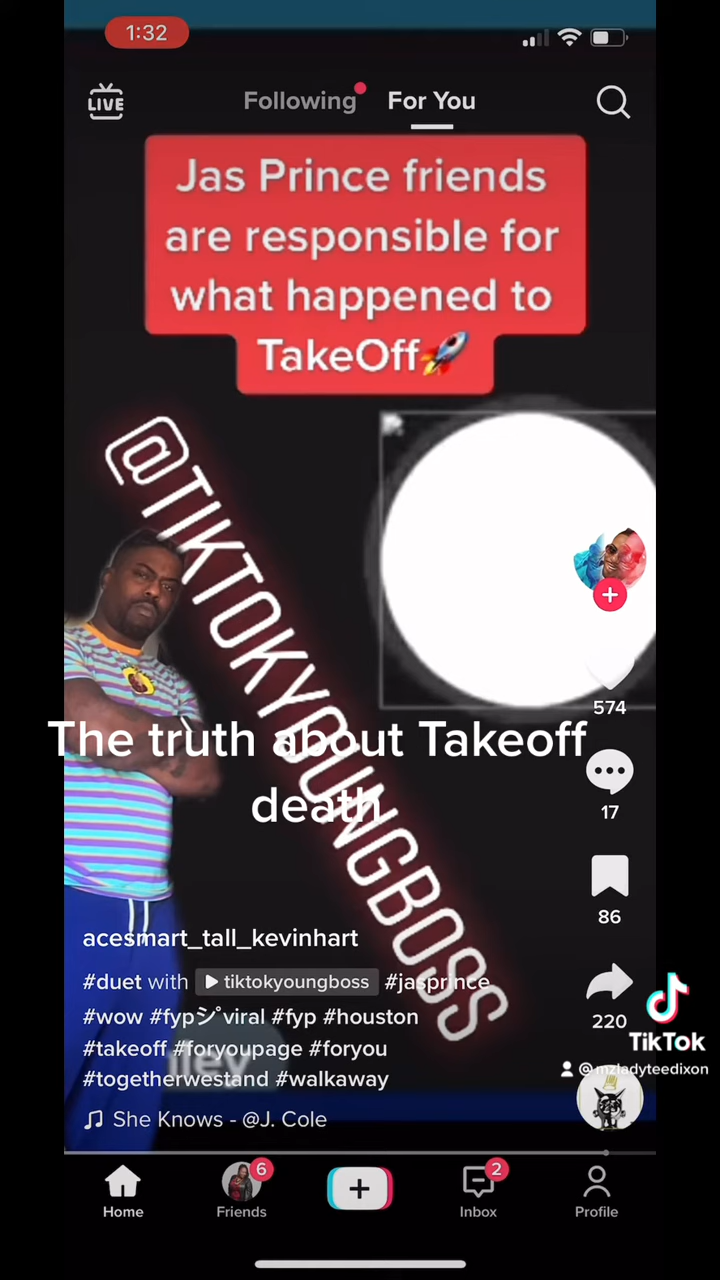 1:32
LIVE
Following
For You
Jas Prince friends
are responsible for
what happened to
TakeOff🚀
@TIKTOKYOUNGBOSS
574
The truth about Takeoff
death
17
86
acesmart_tall_kevinhart
#duet with ▶ tiktokyoungboss #jasprince
#wow #fypシ゚viral #fyp #houston
#takeoff #foryoupage #foryou
#togetherwestand #walkaway
220
TikTok
@mzladyteedixon
She Knows - @J. Cole
6
2
Home
Friends
Inbox
Profile